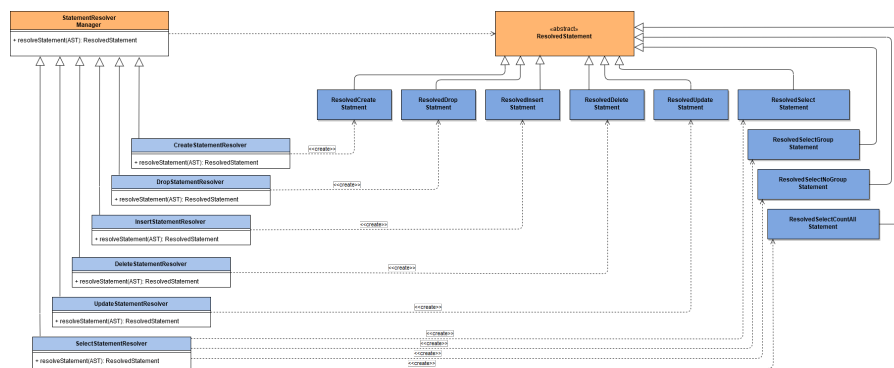 StatementResolver
Manager
+ resolveStatement(AST): ResolvedStatement
«abstract»
ResolvedStatement
ResolvedCreate
Statment
ResolvedDrop
Statment
ResolvedInsert
Statment
ResolvedDelete
Statment
ResolvedUpdate
Statment
ResolvedSelect
Statement
CreateStatementResolver
+ resolveStatement(AST): ResolvedStatement
<<create>>
ResolvedSelectGroup
Statement
DropStatementResolver
+ resolveStatement(AST): ResolvedStatement
<<create>>
ResolvedSelectNoGroup
Statement
InsertStatementResolver
+ resolveStatement(AST): ResolvedStatement
<<create>>
ResolvedSelectCountAll
Statement
DeleteStatementResolver
+ resolveStatement(AST): ResolvedStatement
<<create>>
UpdateStatementResolver
+ resolveStatement(AST): ResolvedStatement
<<create>>
SelectStatementResolver
+ resolveStatement(AST): ResolvedStatement
<<create>>
<<create>>
<<create>>
<<create>>